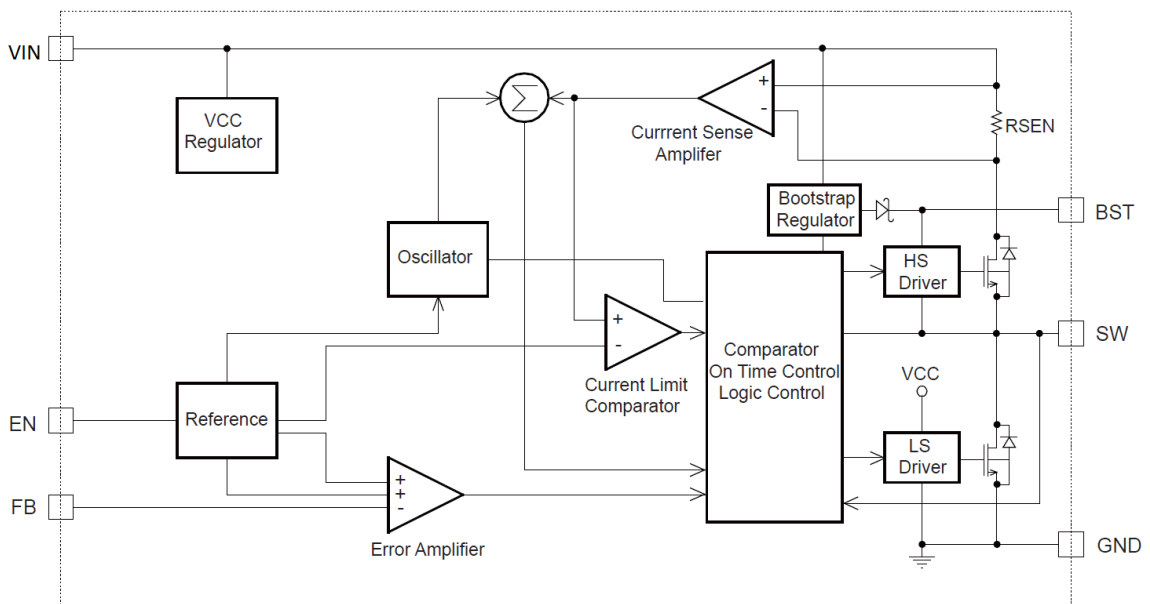 VIN
VCC
Regulator
Σ
+
-
Currrent Sense
Amplifer
RSEN
Bootstrap
Regulator
BST
Oscillator
HS
Driver
+
-
Current Limit
Comparator
Comparator
On Time Control
Logic Control
SW
VCC
EN
Reference
LS
Driver
FB
+
+
-
Error Amplifier
GND